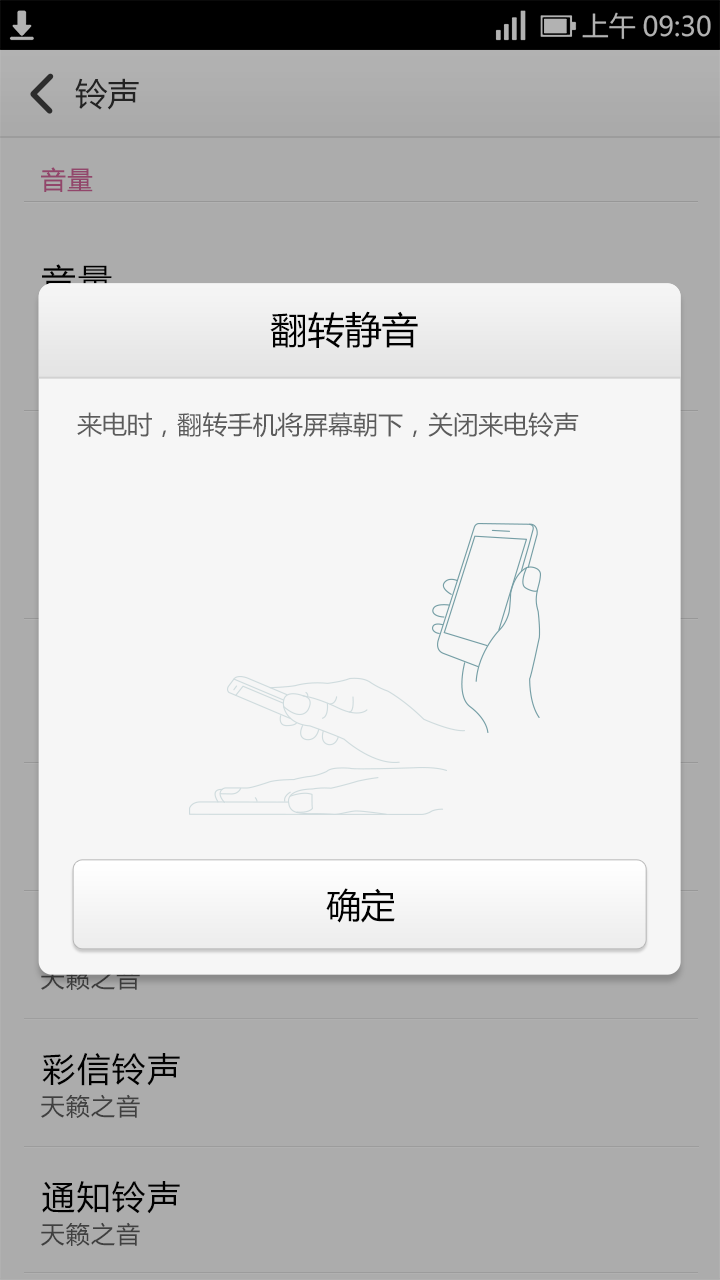 上午 09:30
铃声
音量
音量
翻转静音
来电时，翻转手机将屏幕朝下，关闭来电铃声
确定
天籁之音
彩信铃声
天籁之音
通知铃声
天籁之音